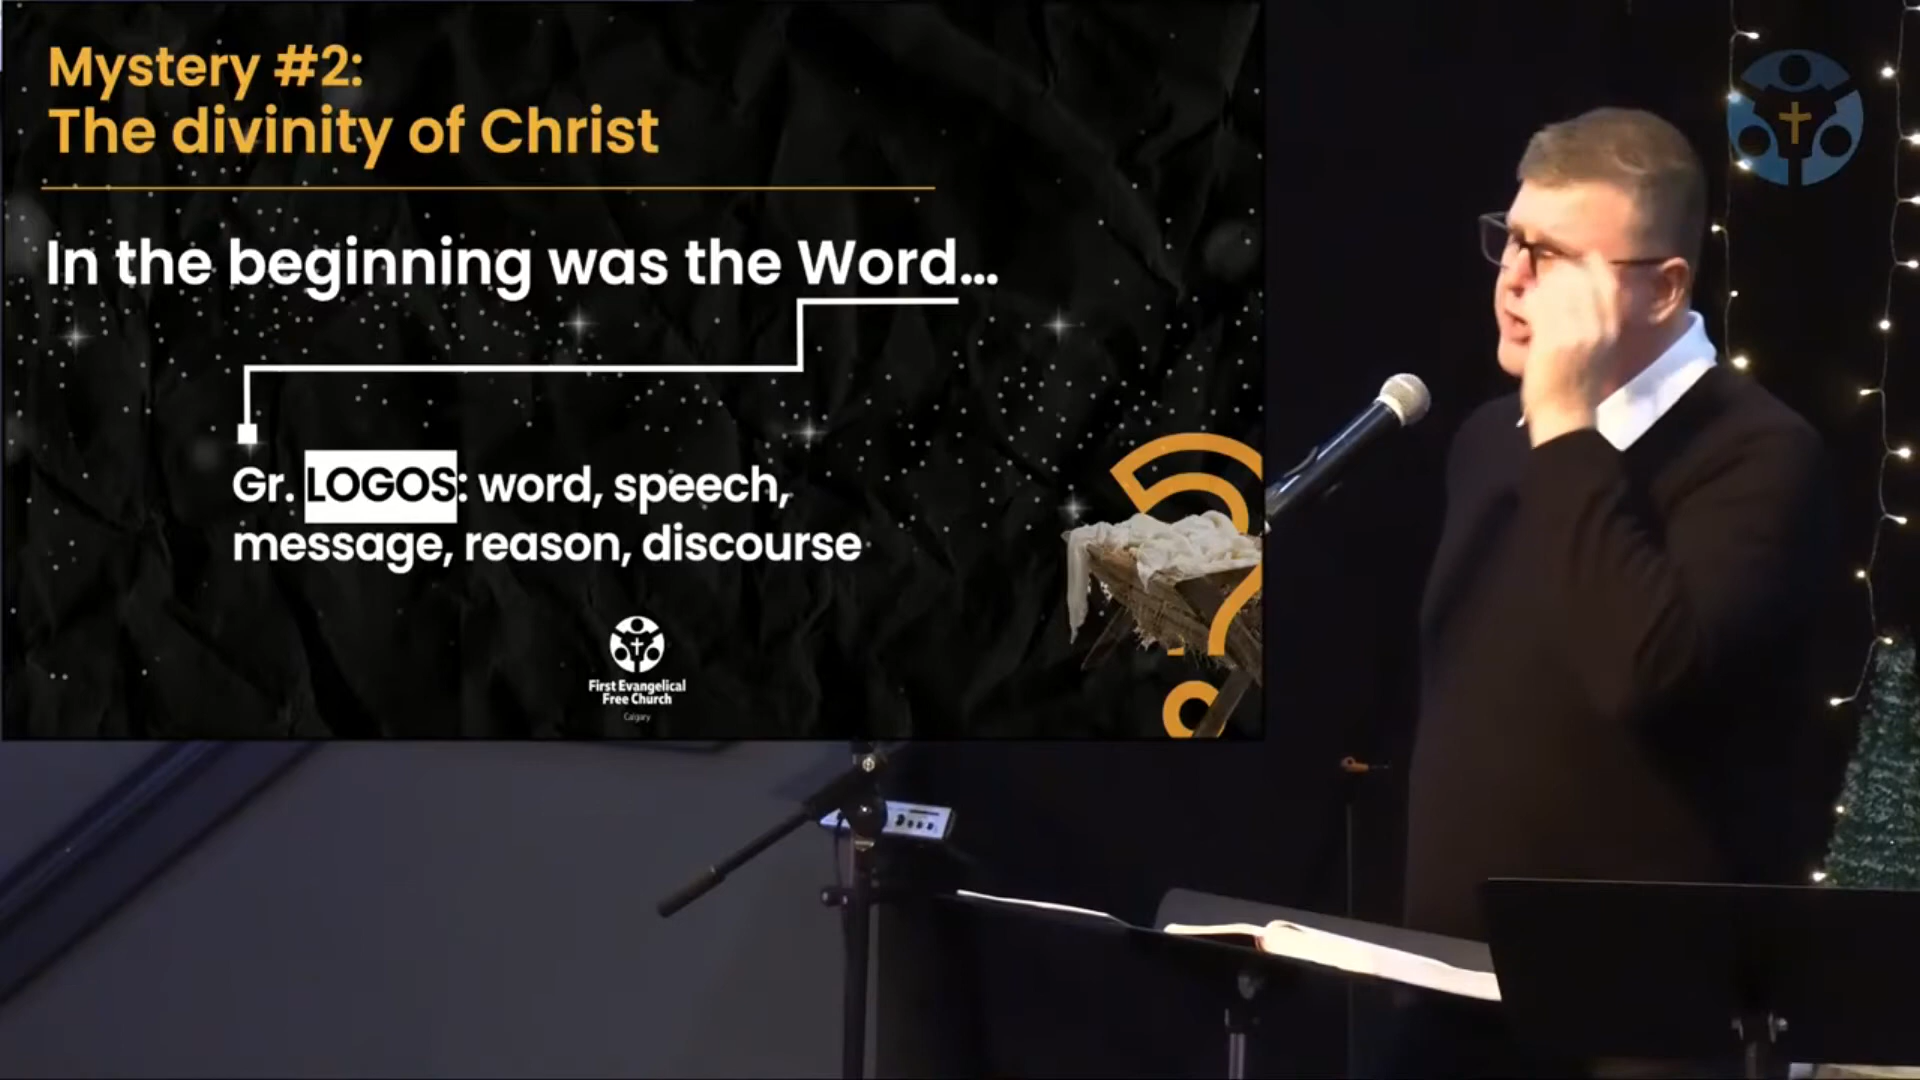 Mystery #2:
The divinity of Christ
In the beginning was the Word...
Gr. LOGOS: word, speech,
message, reason, discourse
First Evangelical
Free Church
Calgary